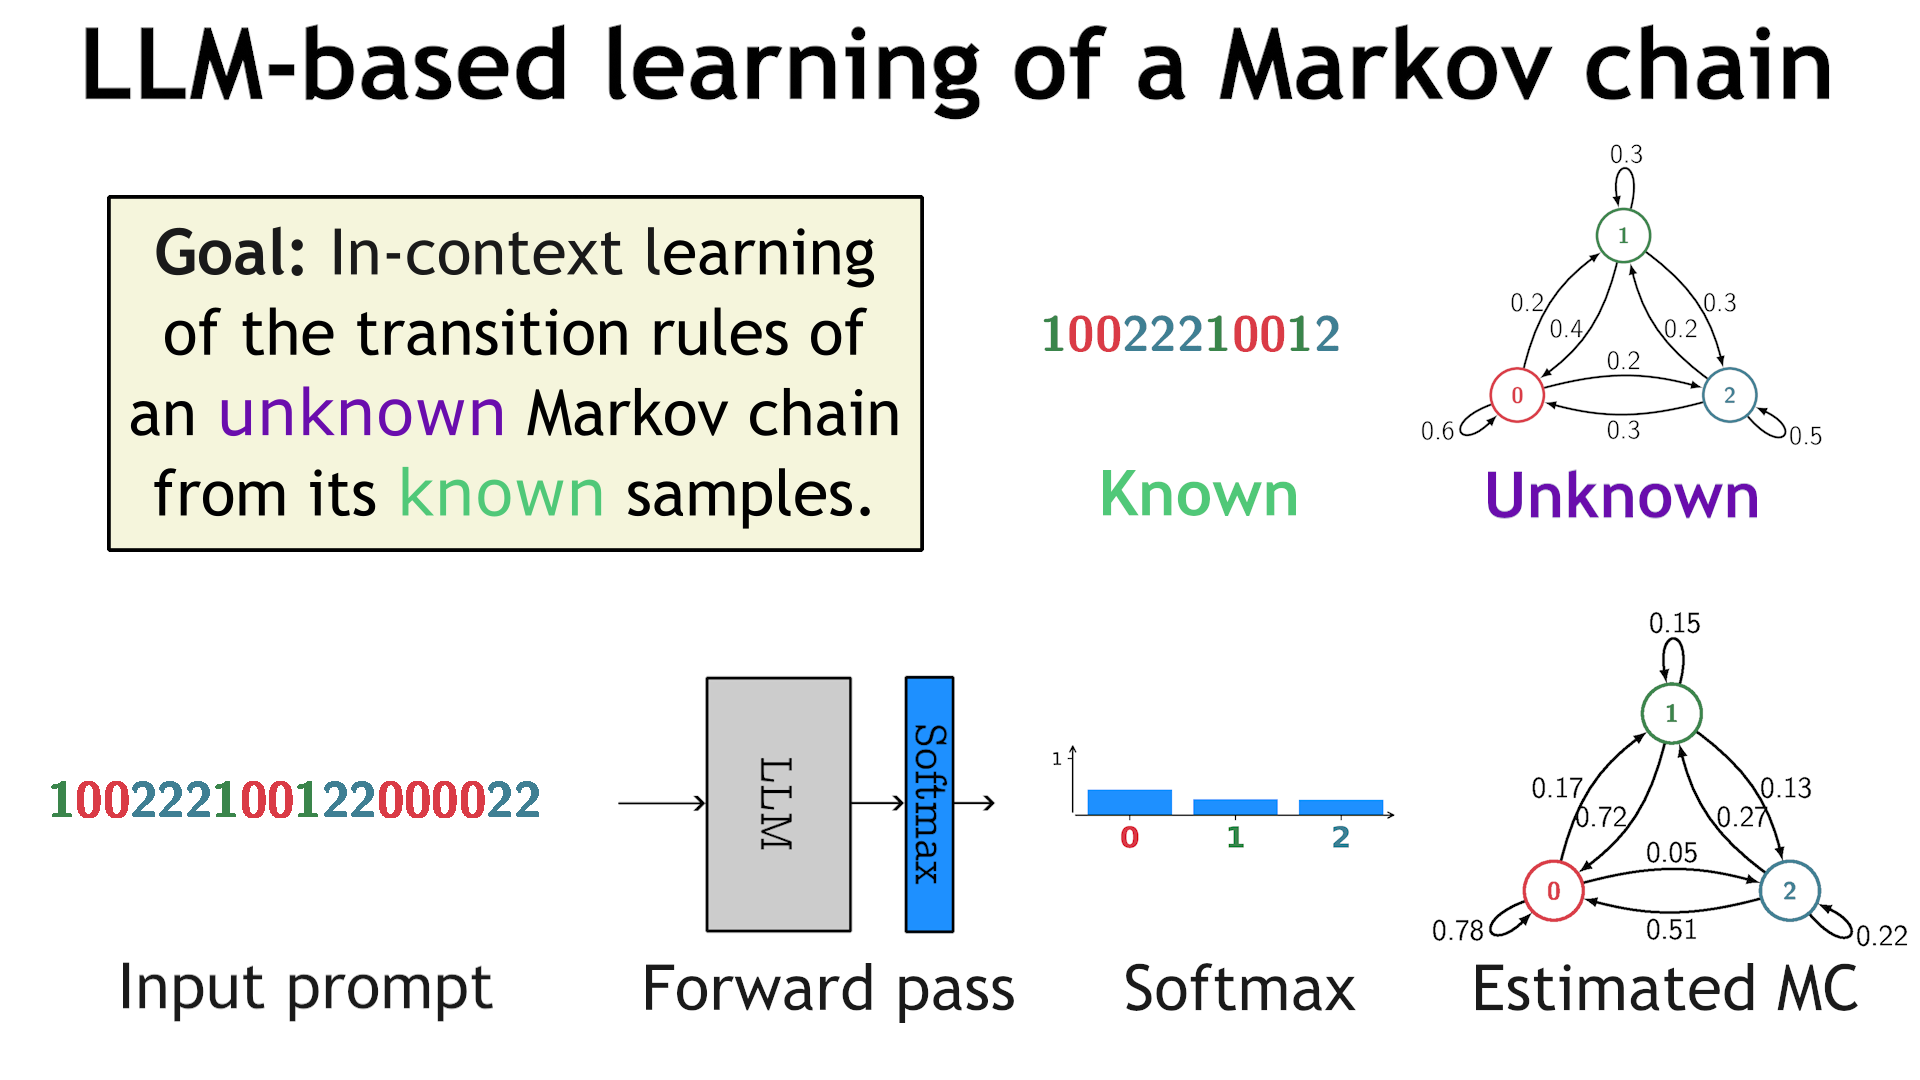 LLM-based learning of a Markov chain
Goal: In-context learning
of the transition rules of
an unknown Markov chain
from its known samples.
10022210012
Known
0.3
1
0.2
0.3
0.4
0.2
0.2
0
2
0.6
0.3
0.5
Unknown
100222100122000022
Input prompt
LLM
Softmax
Forward pass
1
0
1
2
Softmax
0.15
1
0.17
0.13
0.72
0.27
0.05
0
2
0.78
0.51
0.22
Estimated MC